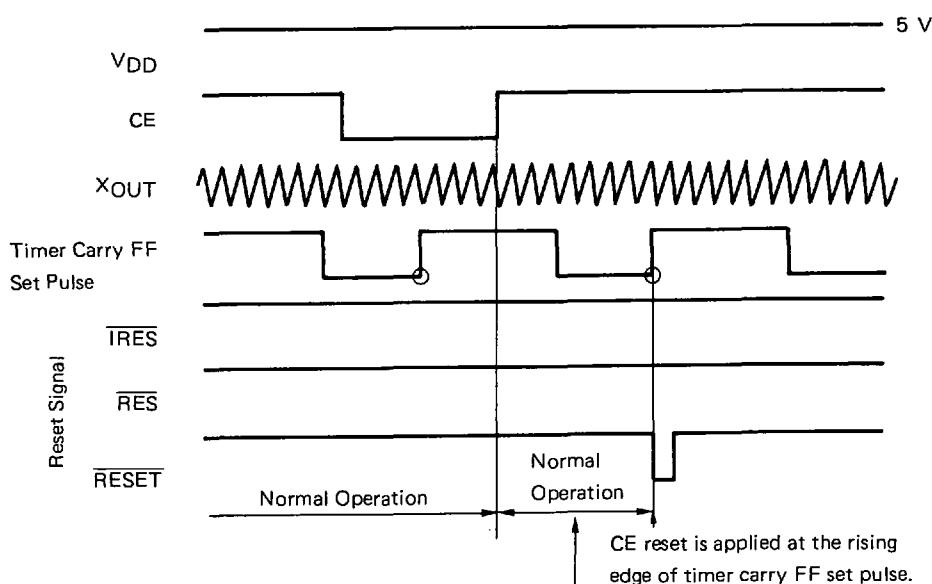 5 V
VDD
CE
XOUT
Timer Carry FF
Set Pulse
IRES
RES
RESET
Reset Signal
Normal Operation
Normal
Operation
CE reset is applied at the rising
edge of timer carry FF set pulse.